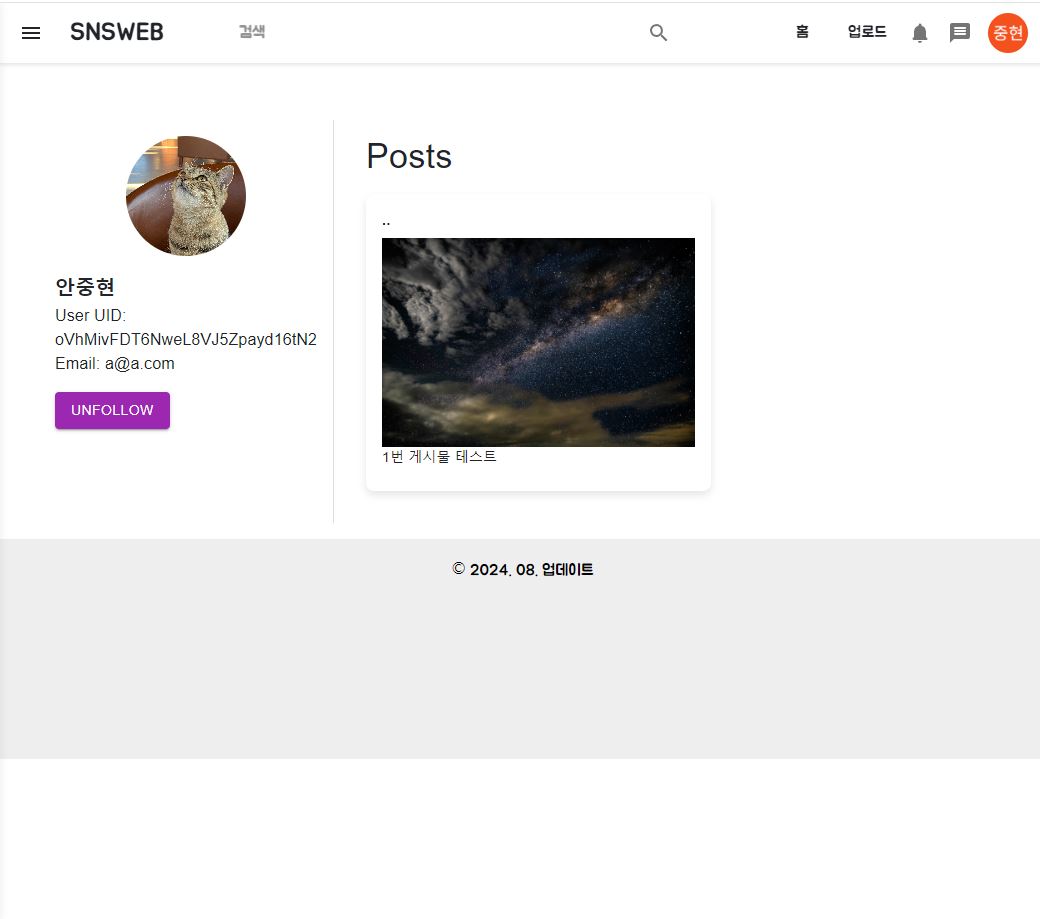 SNSWEB
검색
홈
업로드
중현
Posts
..
1번 게시물 테스트
안중현
User UID:
oVhMivFDT6NweL8VJ5Zpayd16tN2
Email: a@a.com
UNFOLLOW
© 2024. 08. 업데이트